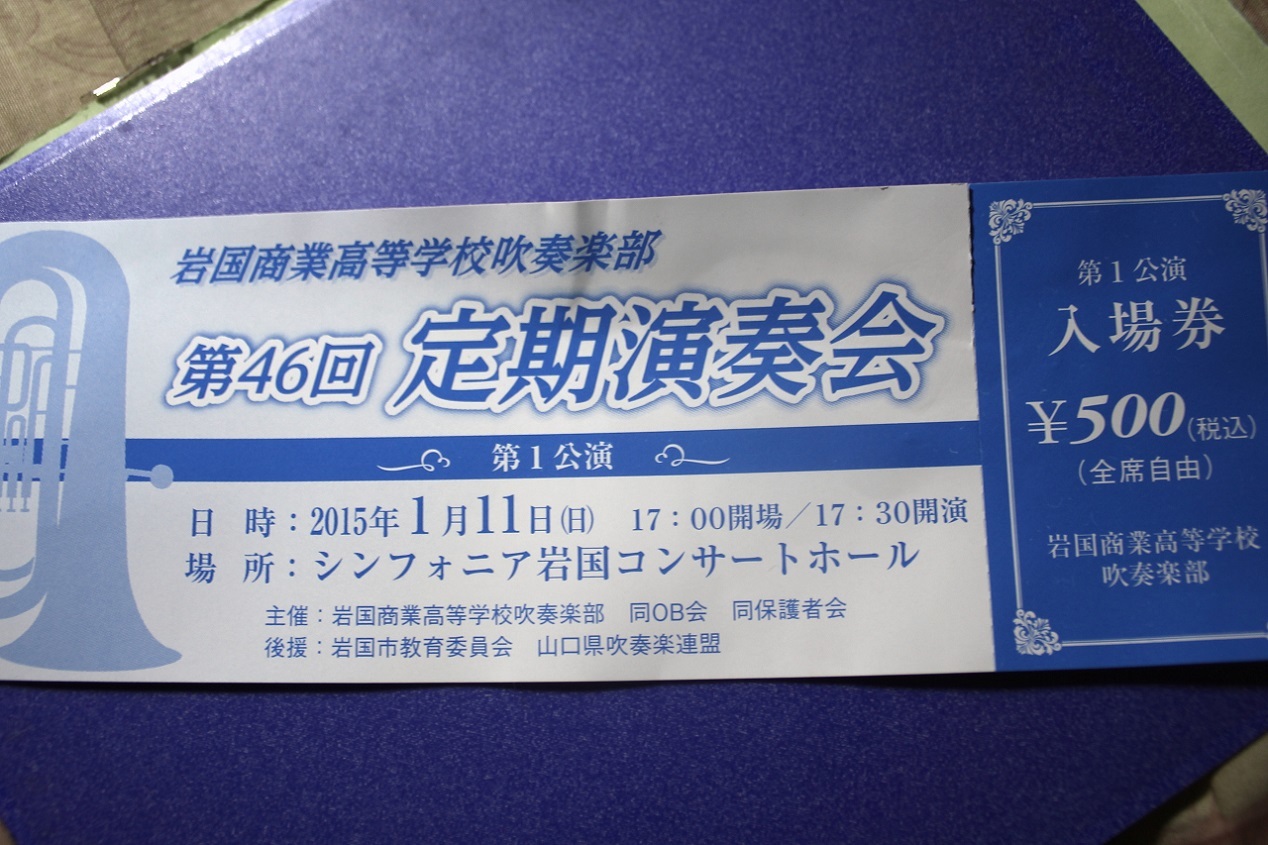 岩国商業高等学校吹奏楽部
第46回 定期演奏会
第1公演
日 時：2015年1月11日(日) 17：00開場／17：30開演
場 所：シンフォニア岩国コンサートホール
主催：岩国商業高等学校吹奏楽部 同OB会 同保護者会
後援：岩国市教育委員会 山口県吹奏楽連盟
第1公演
入場券
¥500(税込)
(全席自由)
岩国商業高等学校
吹奏楽部